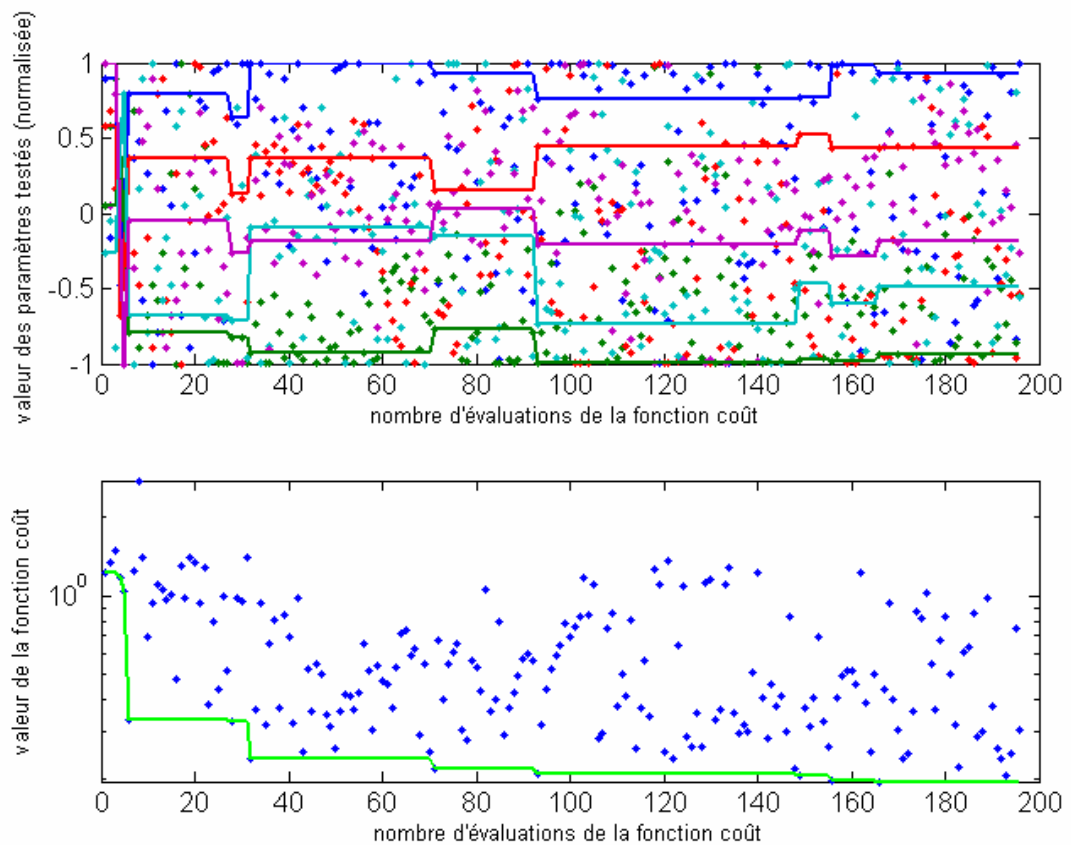 valeur des paramètres testés (normalisée)
1
0.5
0
-0.5
-1
0 20 40 60 80 100 120 140 160 180 200
nombre d'évaluations de la fonction coût
valeur de la fonction coût
10^0
0 20 40 60 80 100 120 140 160 180 200
nombre d'évaluations de la fonction coût